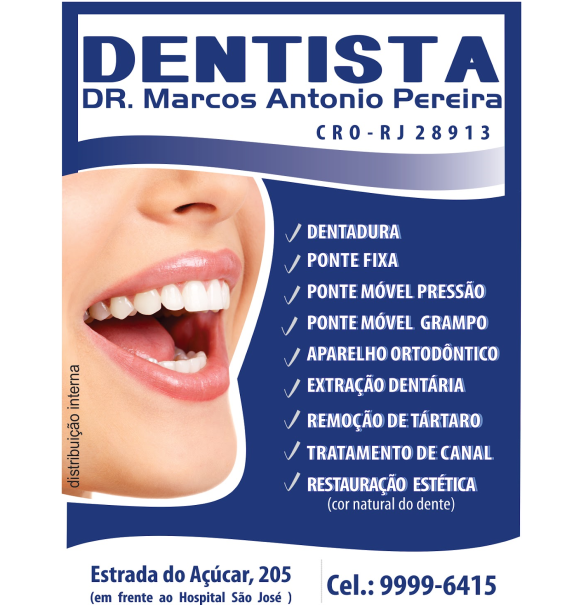 DENTISTA
DR. Marcos Antonio Pereira
CRO-RJ 28913
DENTADURA
PONTE FIXA
PONTE MÓVEL PRESSÃO
PONTE MÓVEL GRAMPO
APARELHO ORTODÔNTICO
EXTRAÇÃO DENTÁRIA
REMOÇÃO DE TÁRTARO
TRATAMENTO DE CANAL
RESTAURAÇÃO ESTÉTICA
(cor natural do dente)
distribuição interna
Estrada do Açúcar, 205
(em frente ao Hospital São José )
Cel.: 9999-6415